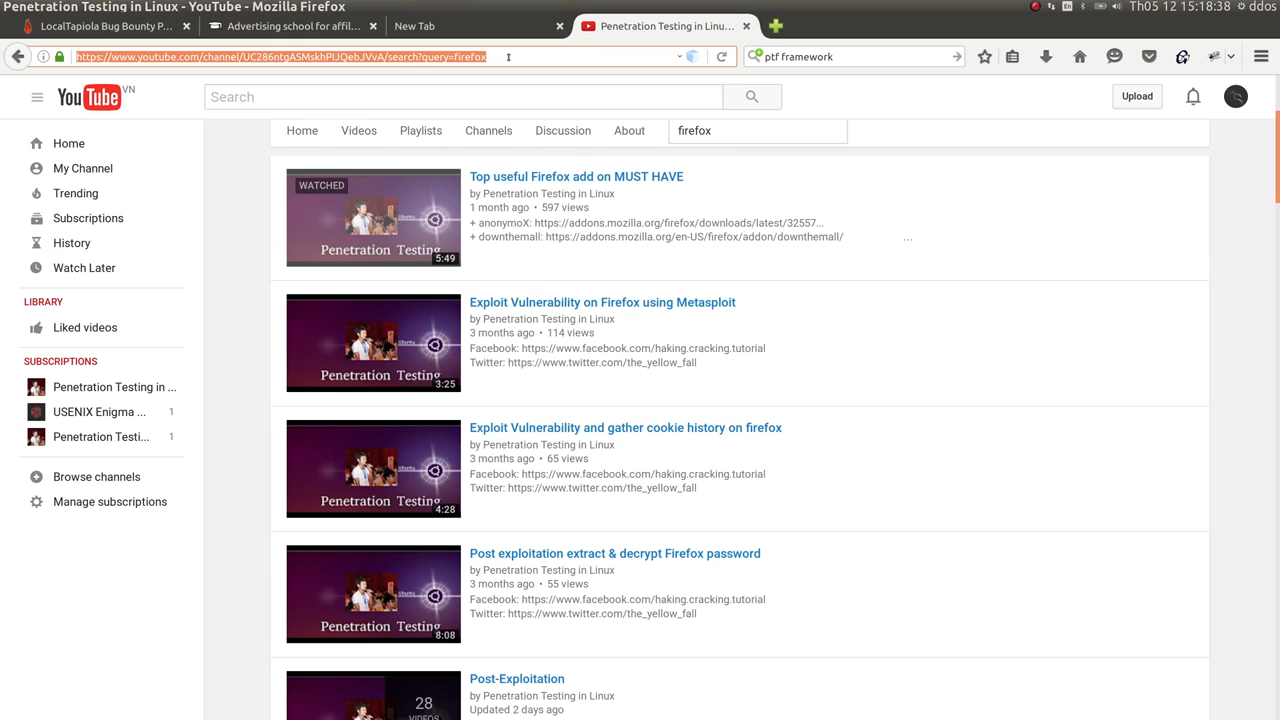 Penetration Testing in Linux - YouTube - Mozilla Firefox
En
Th05 12 15:18:38
ddos
LocalTapiola Bug Bounty P...
Advertising school for affil...
New Tab
Penetration Testing in Linu...
https://www.youtube.com/channel/UC286ntgASMskhPIJQebJVvA/search?query=firefox
ptf framework
YouTube VN
Search
Upload
Home
My Channel
Trending
Subscriptions
History
Watch Later
LIBRARY
Liked videos
SUBSCRIPTIONS
Penetration Testing in ...
USENIX Enigma ... 1
Penetration Testi... 1
Browse channels
Manage subscriptions
Home Videos Playlists Channels Discussion About firefox
WATCHED
Penetration Testing
5:49
Top useful Firefox add on MUST HAVE
by Penetration Testing in Linux
1 month ago • 597 views
+ anonymoX: https://addons.mozilla.org/firefox/downloads/latest/32557...
+ downthemall: https://addons.mozilla.org/en-US/firefox/addon/downthemall/ ...
Ubuntu
Penetration Testing
3:25
Exploit Vulnerability on Firefox using Metasploit
by Penetration Testing in Linux
3 months ago • 114 views
Facebook: https://www.facebook.com/haking.cracking.tutorial
Twitter: https://www.twitter.com/the_yellow_fall
Ubuntu
Penetration Testing
4:28
Exploit Vulnerability and gather cookie history on firefox
by Penetration Testing in Linux
3 months ago • 65 views
Facebook: https://www.facebook.com/haking.cracking.tutorial
Twitter: https://www.twitter.com/the_yellow_fall
Ubuntu
Penetration Testing
8:08
Post exploitation extract & decrypt Firefox password
by Penetration Testing in Linux
3 months ago • 55 views
Facebook: https://www.facebook.com/haking.cracking.tutorial
Twitter: https://www.twitter.com/the_yellow_fall
28
VIDEOS
Post-Exploitation
by Penetration Testing in Linux
Updated 2 days ago